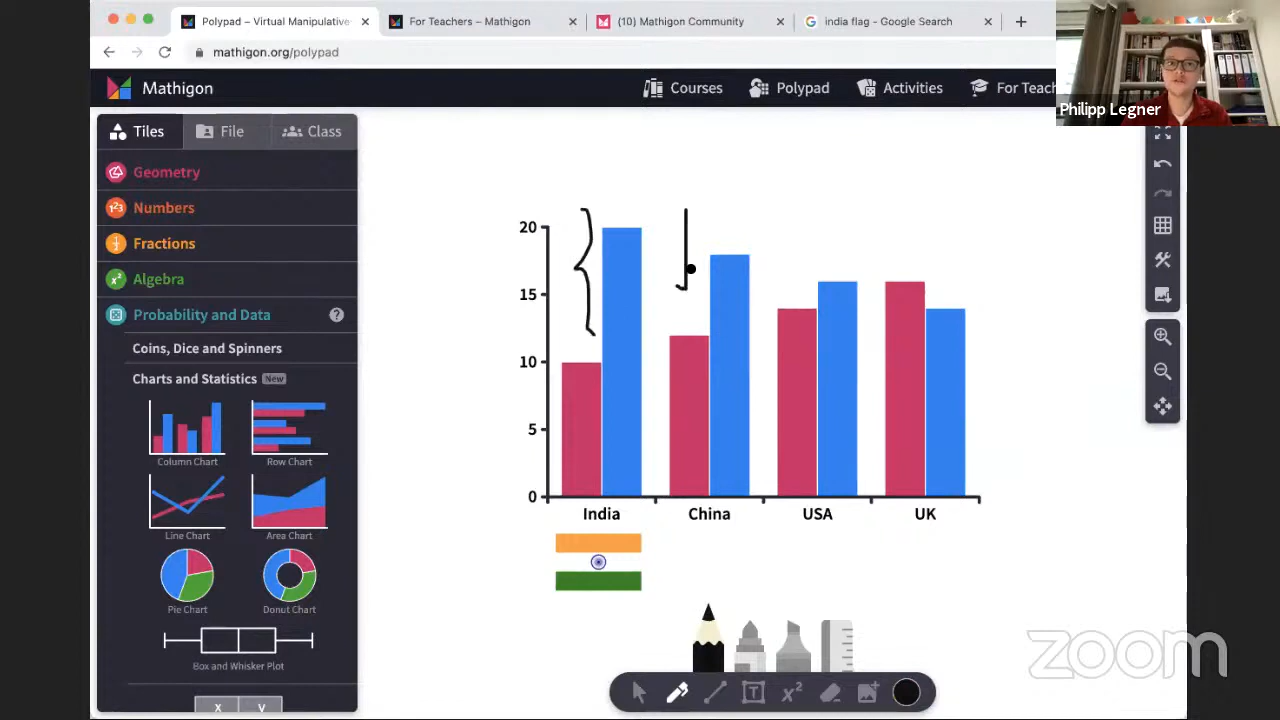 Polypad – Virtual Manipulative
For Teachers – Mathigon
(10) Mathigon Community
india flag - Google Search
mathigon.org/polypad
Mathigon
Courses
Polypad
Activities
For Teach
Philipp Legner
Tiles
File
Class
Geometry
Numbers
Fractions
Algebra
Probability and Data
?
Coins, Dice and Spinners
Charts and Statistics New
Column Chart
Row Chart
Line Chart
Area Chart
Pie Chart
Donut Chart
Box and Whisker Plot
x y
20
15
10
5
0
India
China
USA
UK
T
x²
zoom